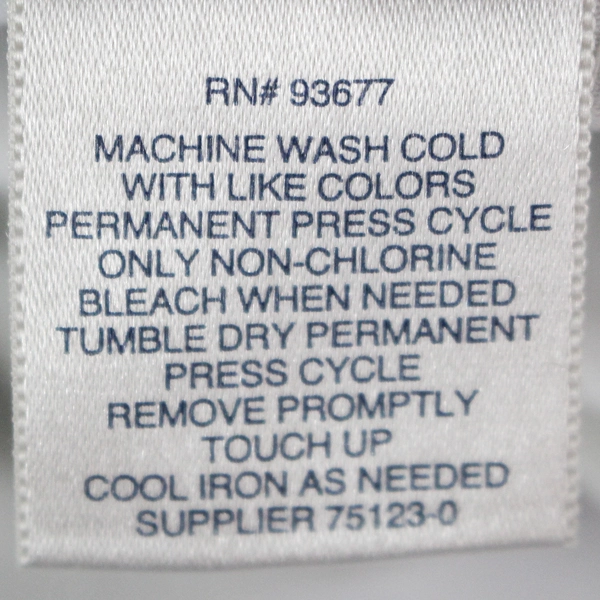 RN# 93677
MACHINE WASH COLD
WITH LIKE COLORS
PERMANENT PRESS CYCLE
ONLY NON-CHLORINE
BLEACH WHEN NEEDED
TUMBLE DRY PERMANENT
PRESS CYCLE
REMOVE PROMPTLY
TOUCH UP
COOL IRON AS NEEDED
SUPPLIER 75123-0